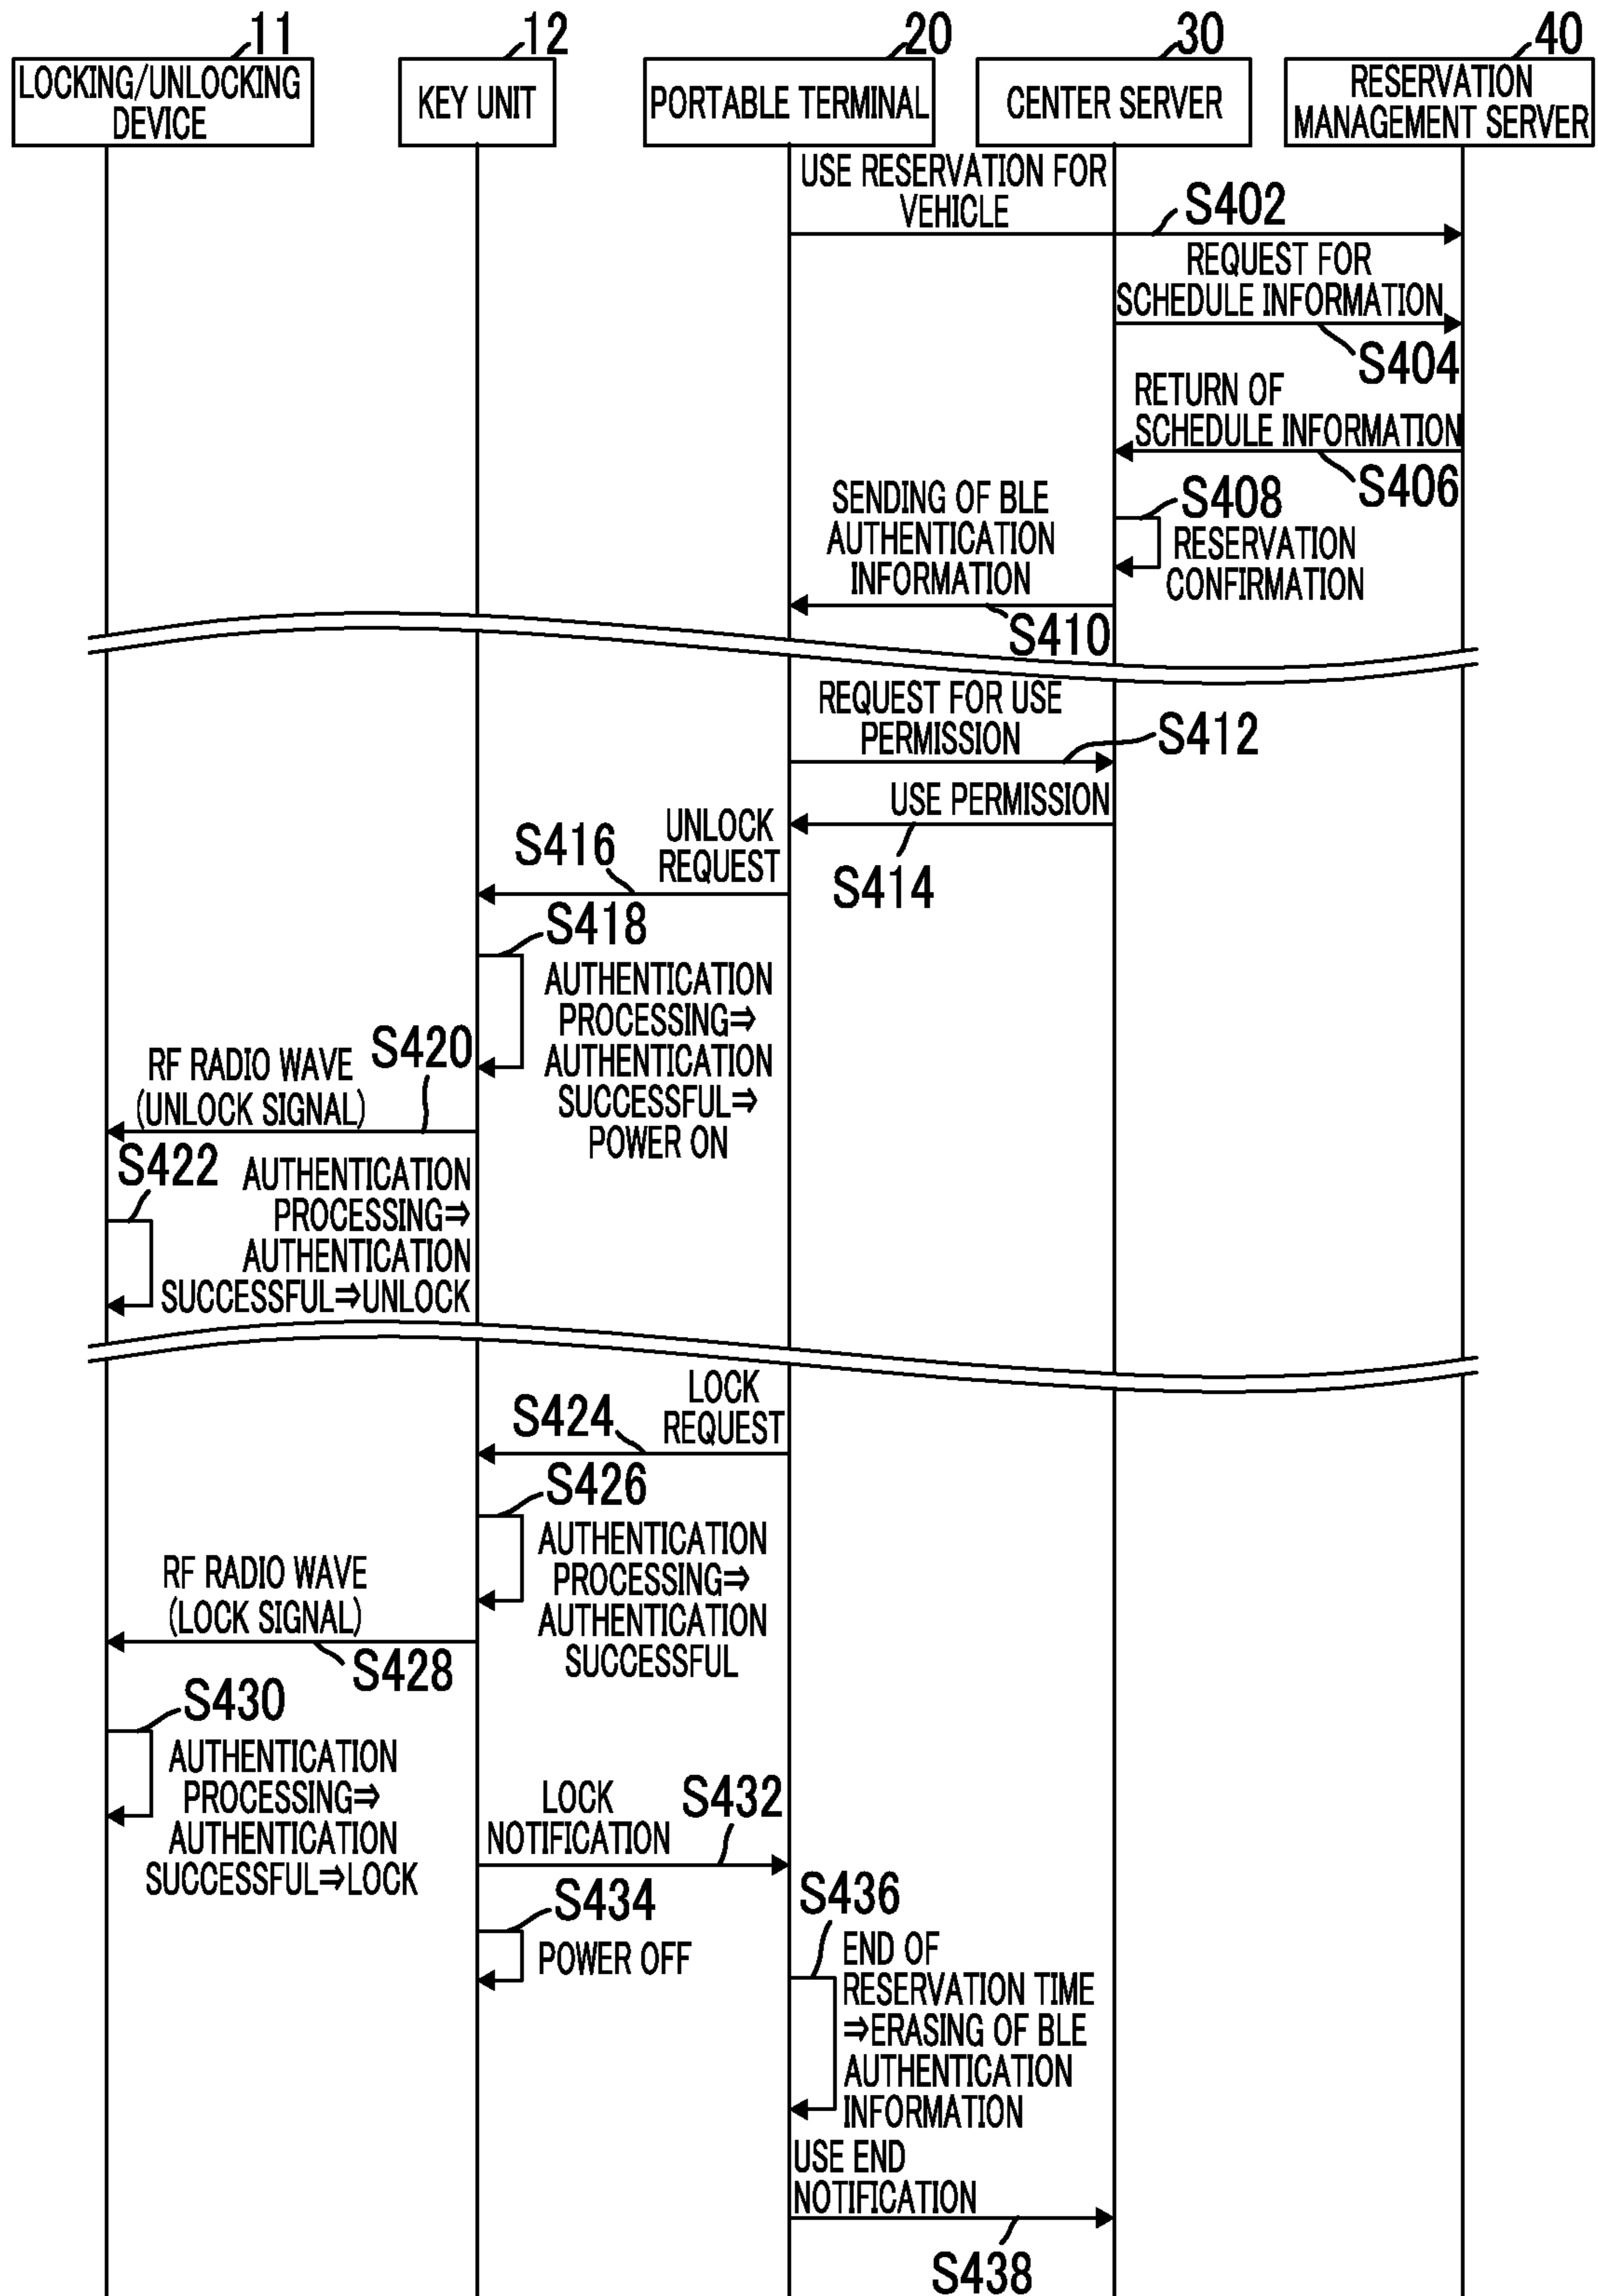 11
12
20
30
40
LOCKING/UNLOCKING
DEVICE
KEY UNIT
PORTABLE TERMINAL
CENTER SERVER
RESERVATION
MANAGEMENT SERVER
USE RESERVATION FOR
VEHICLE
S402
REQUEST FOR
SCHEDULE INFORMATION
S404
RETURN OF
SCHEDULE INFORMATION
S406
S408
RESERVATION
CONFIRMATION
SENDING OF BLE
AUTHENTICATION
INFORMATION
S410
REQUEST FOR USE
PERMISSION
S412
USE PERMISSION
S414
UNLOCK
REQUEST
S416
S418
AUTHENTICATION
PROCESSING⇒
AUTHENTICATION
SUCCESSFUL⇒
POWER ON
S420
RF RADIO WAVE
(UNLOCK SIGNAL)
S422
AUTHENTICATION
PROCESSING⇒
AUTHENTICATION
SUCCESSFUL⇒UNLOCK
LOCK
REQUEST
S424
S426
AUTHENTICATION
PROCESSING⇒
AUTHENTICATION
SUCCESSFUL
RF RADIO WAVE
(LOCK SIGNAL)
S428
S430
AUTHENTICATION
PROCESSING⇒
AUTHENTICATION
SUCCESSFUL⇒LOCK
LOCK
NOTIFICATION
S432
S434
POWER OFF
S436
END OF
RESERVATION TIME
⇒ERASING OF BLE
AUTHENTICATION
INFORMATION
USE END
NOTIFICATION
S438